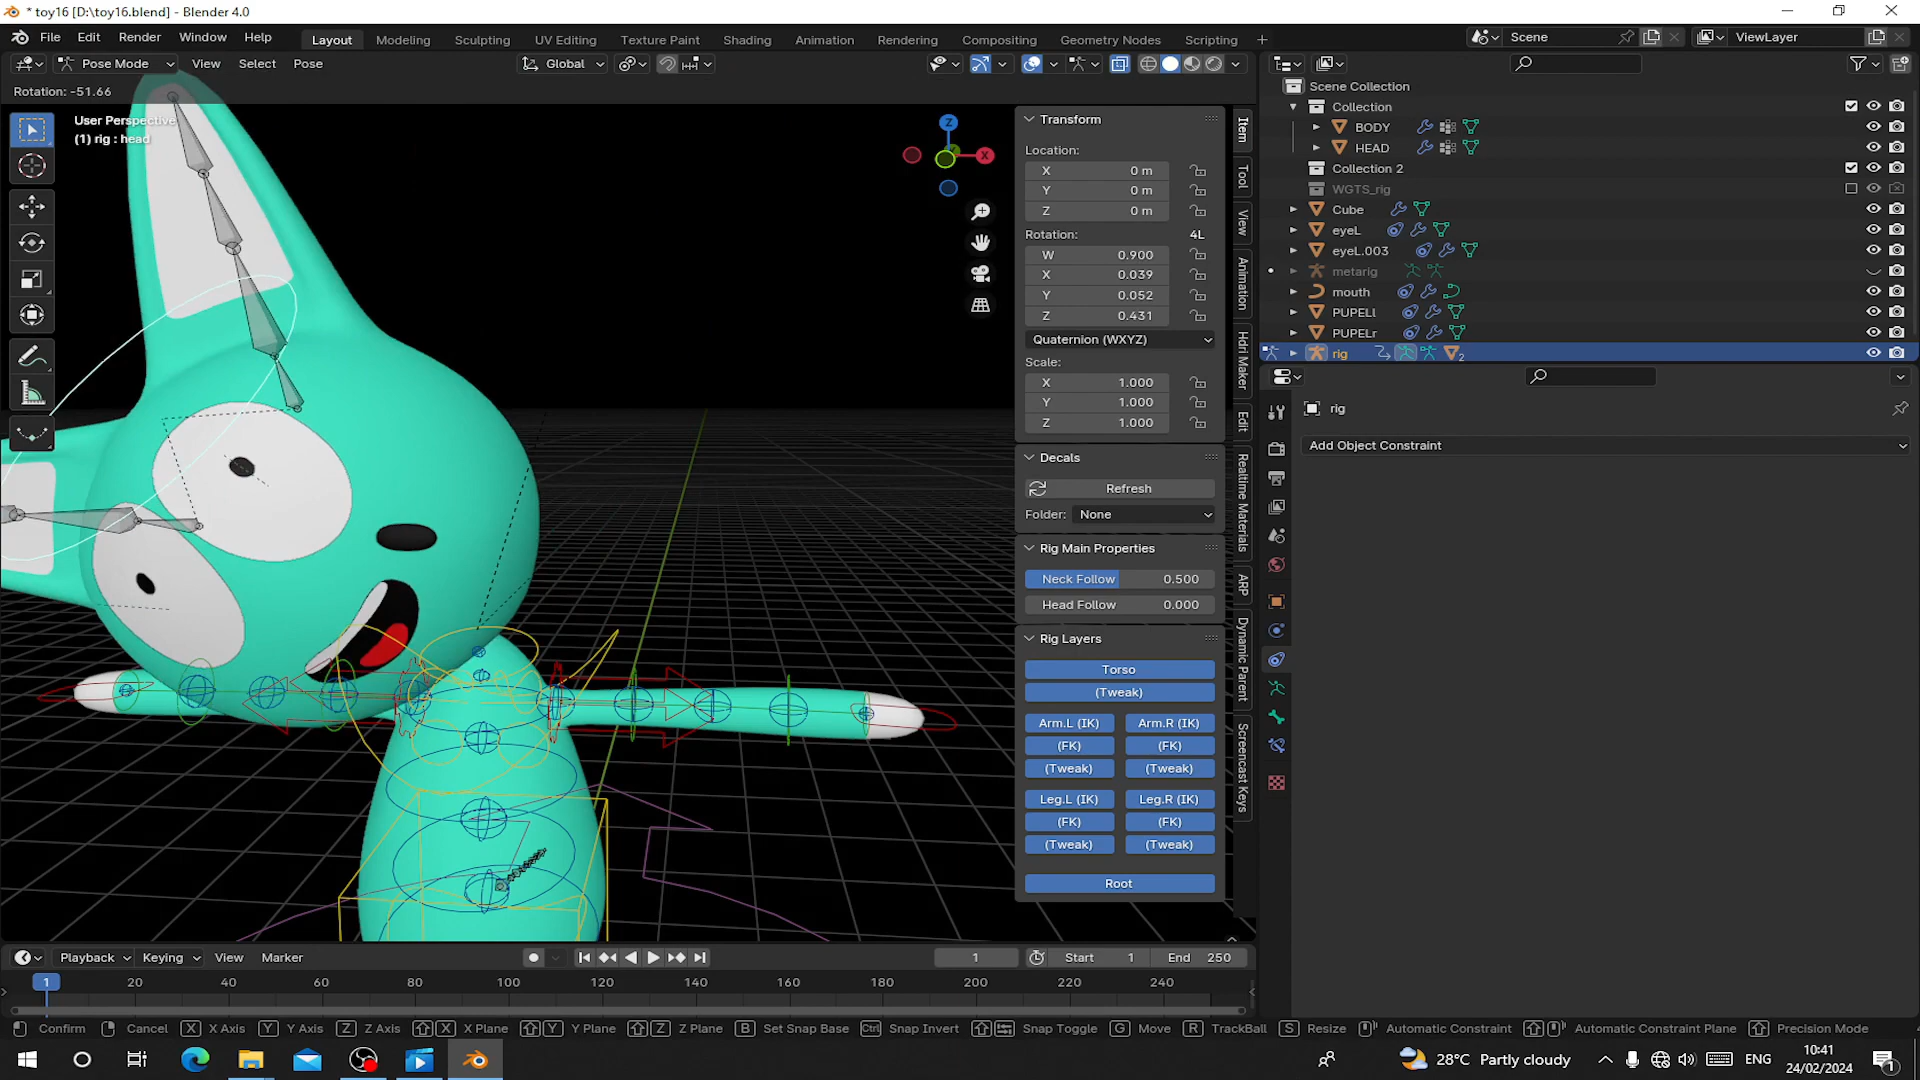 * toy16 [D:\toy16.blend] - Blender 4.0
File Edit Render Window Help Layout Modeling Sculpting UV Editing Texture Paint Shading Animation Rendering Compositing Geometry Nodes Scripting Scene ViewLayer
Pose Mode View Select Pose Global
Rotation: -51.66
User Perspective
(1) rig : head
Z
X
Transform
Location:
X 0 m
Y 0 m
Z 0 m
Rotation: 4L
W 0.900
X 0.039
Y 0.052
Z 0.431
Quaternion (WXYZ)
Scale:
X 1.000
Y 1.000
Z 1.000
Decals
Refresh
Folder: None
Rig Main Properties
Neck Follow 0.500
Head Follow 0.000
Rig Layers
Torso
(Tweak)
Arm.L (IK) Arm.R (IK)
(FK) (FK)
(Tweak) (Tweak)
Leg.L (IK) Leg.R (IK)
(FK) (FK)
(Tweak) (Tweak)
Root
Item
Tool
View
Animation
Hdri Maker
Edit
Realtime Materials
ARP
Dynamic Parent
Screencast Keys
Scene Collection
Collection
BODY
HEAD
Collection 2
WGTS_rig
Cube
eyeL
eyeL.003
metarig
mouth
PUPELl
PUPELr
rig 2
rig
Add Object Constraint
Playback Keying View Marker 1 Start 1 End 250
1 20 40 60 80 100 120 140 160 180 200 220 240
Confirm Cancel X X Axis Y Y Axis Z Z Axis X X Plane Y Y Plane Z Z Plane B Set Snap Base Ctrl Snap Invert Snap Toggle G Move R TrackBall S Resize Automatic Constraint Automatic Constraint Plane Precision Mode
28°C Partly cloudy ENG 10:41
24/02/2024 1